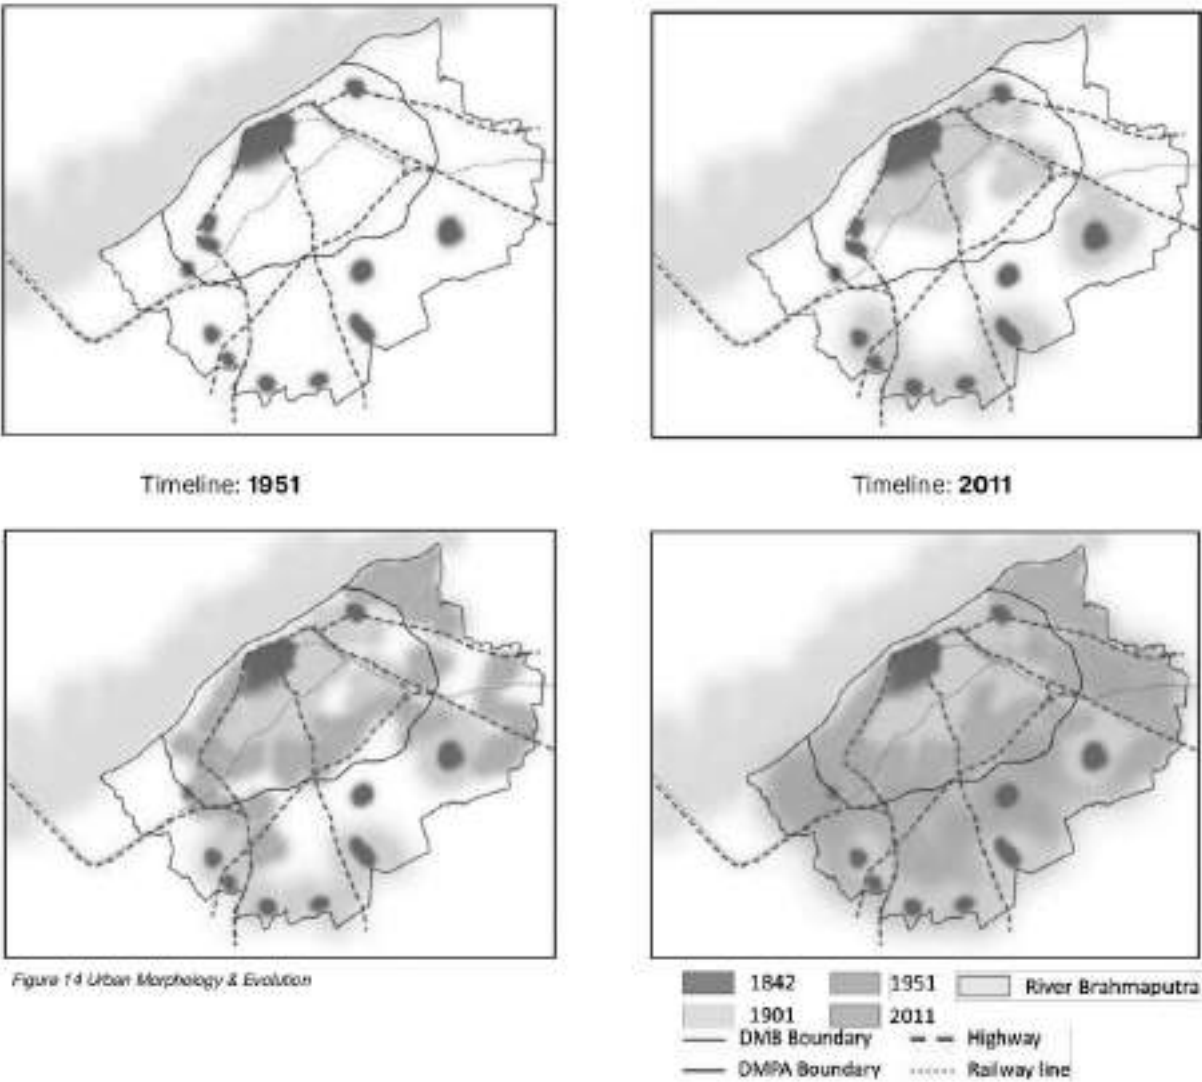 Timeline: 1951
Timeline: 2011
Figure 14 Urban Morphology & Evolution
1842
1951
River Brahmaputra
1901
2011
DMB Boundary
Highway
DMPA Boundary
Railway line